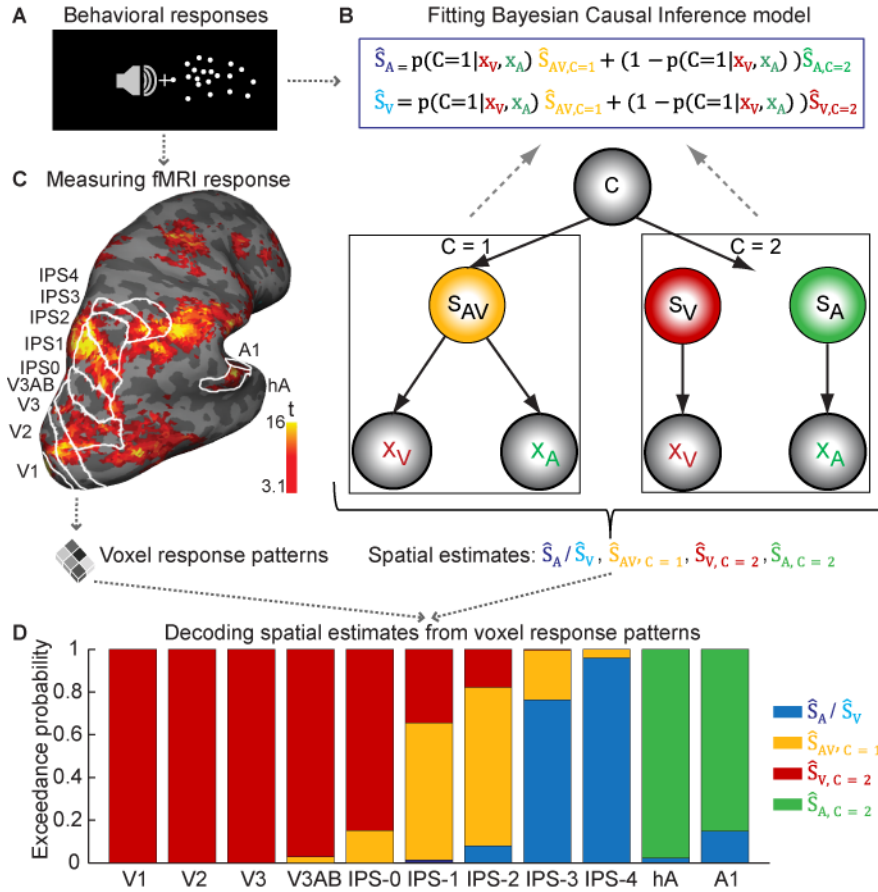 A Behavioral responses
B Fitting Bayesian Causal Inference model
Ŝ_A = p(C=1|x_V, x_A) Ŝ_AV,C=1 + (1 − p(C=1|x_V, x_A))Ŝ_A,C=2
Ŝ_V = p(C=1|x_V, x_A) Ŝ_AV,C=1 + (1 − p(C=1|x_V, x_A))Ŝ_V,C=2
C
C = 1
C = 2
S_AV
S_V
S_A
x_V
x_A
x_V
x_A
C Measuring fMRI response
IPS4
IPS3
IPS2
IPS1
IPS0
V3AB
V3
V2
V1
A1
hA
t
16
3.1
Voxel response patterns
Spatial estimates: Ŝ_A / Ŝ_V, Ŝ_AV, C = 1, Ŝ_V, C = 2, Ŝ_A, C = 2
D Decoding spatial estimates from voxel response patterns
Exceedance probability
1
0.8
0.6
0.4
0.2
0
V1 V2 V3 V3AB IPS-0 IPS-1 IPS-2 IPS-3 IPS-4 hA A1
Ŝ_A / Ŝ_V
Ŝ_AV, C = 1
Ŝ_V, C = 2
Ŝ_A, C = 2